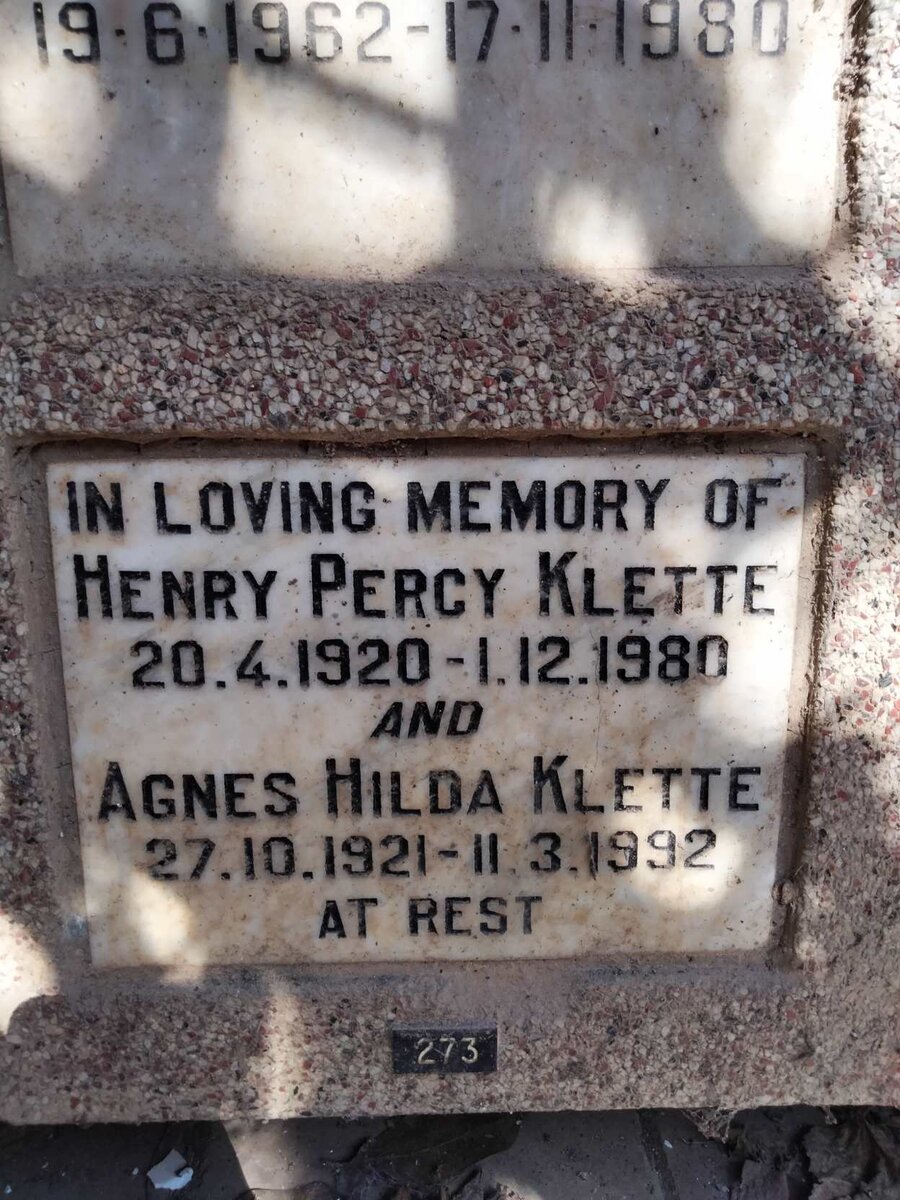 19·6·1962-17·11·1980
IN LOVING MEMORY OF
HENRY PERCY KLETTE
20.4.1920-1.12.1980
AND
AGNES HILDA KLETTE
27.10.1921-11.3.1992
AT REST
273